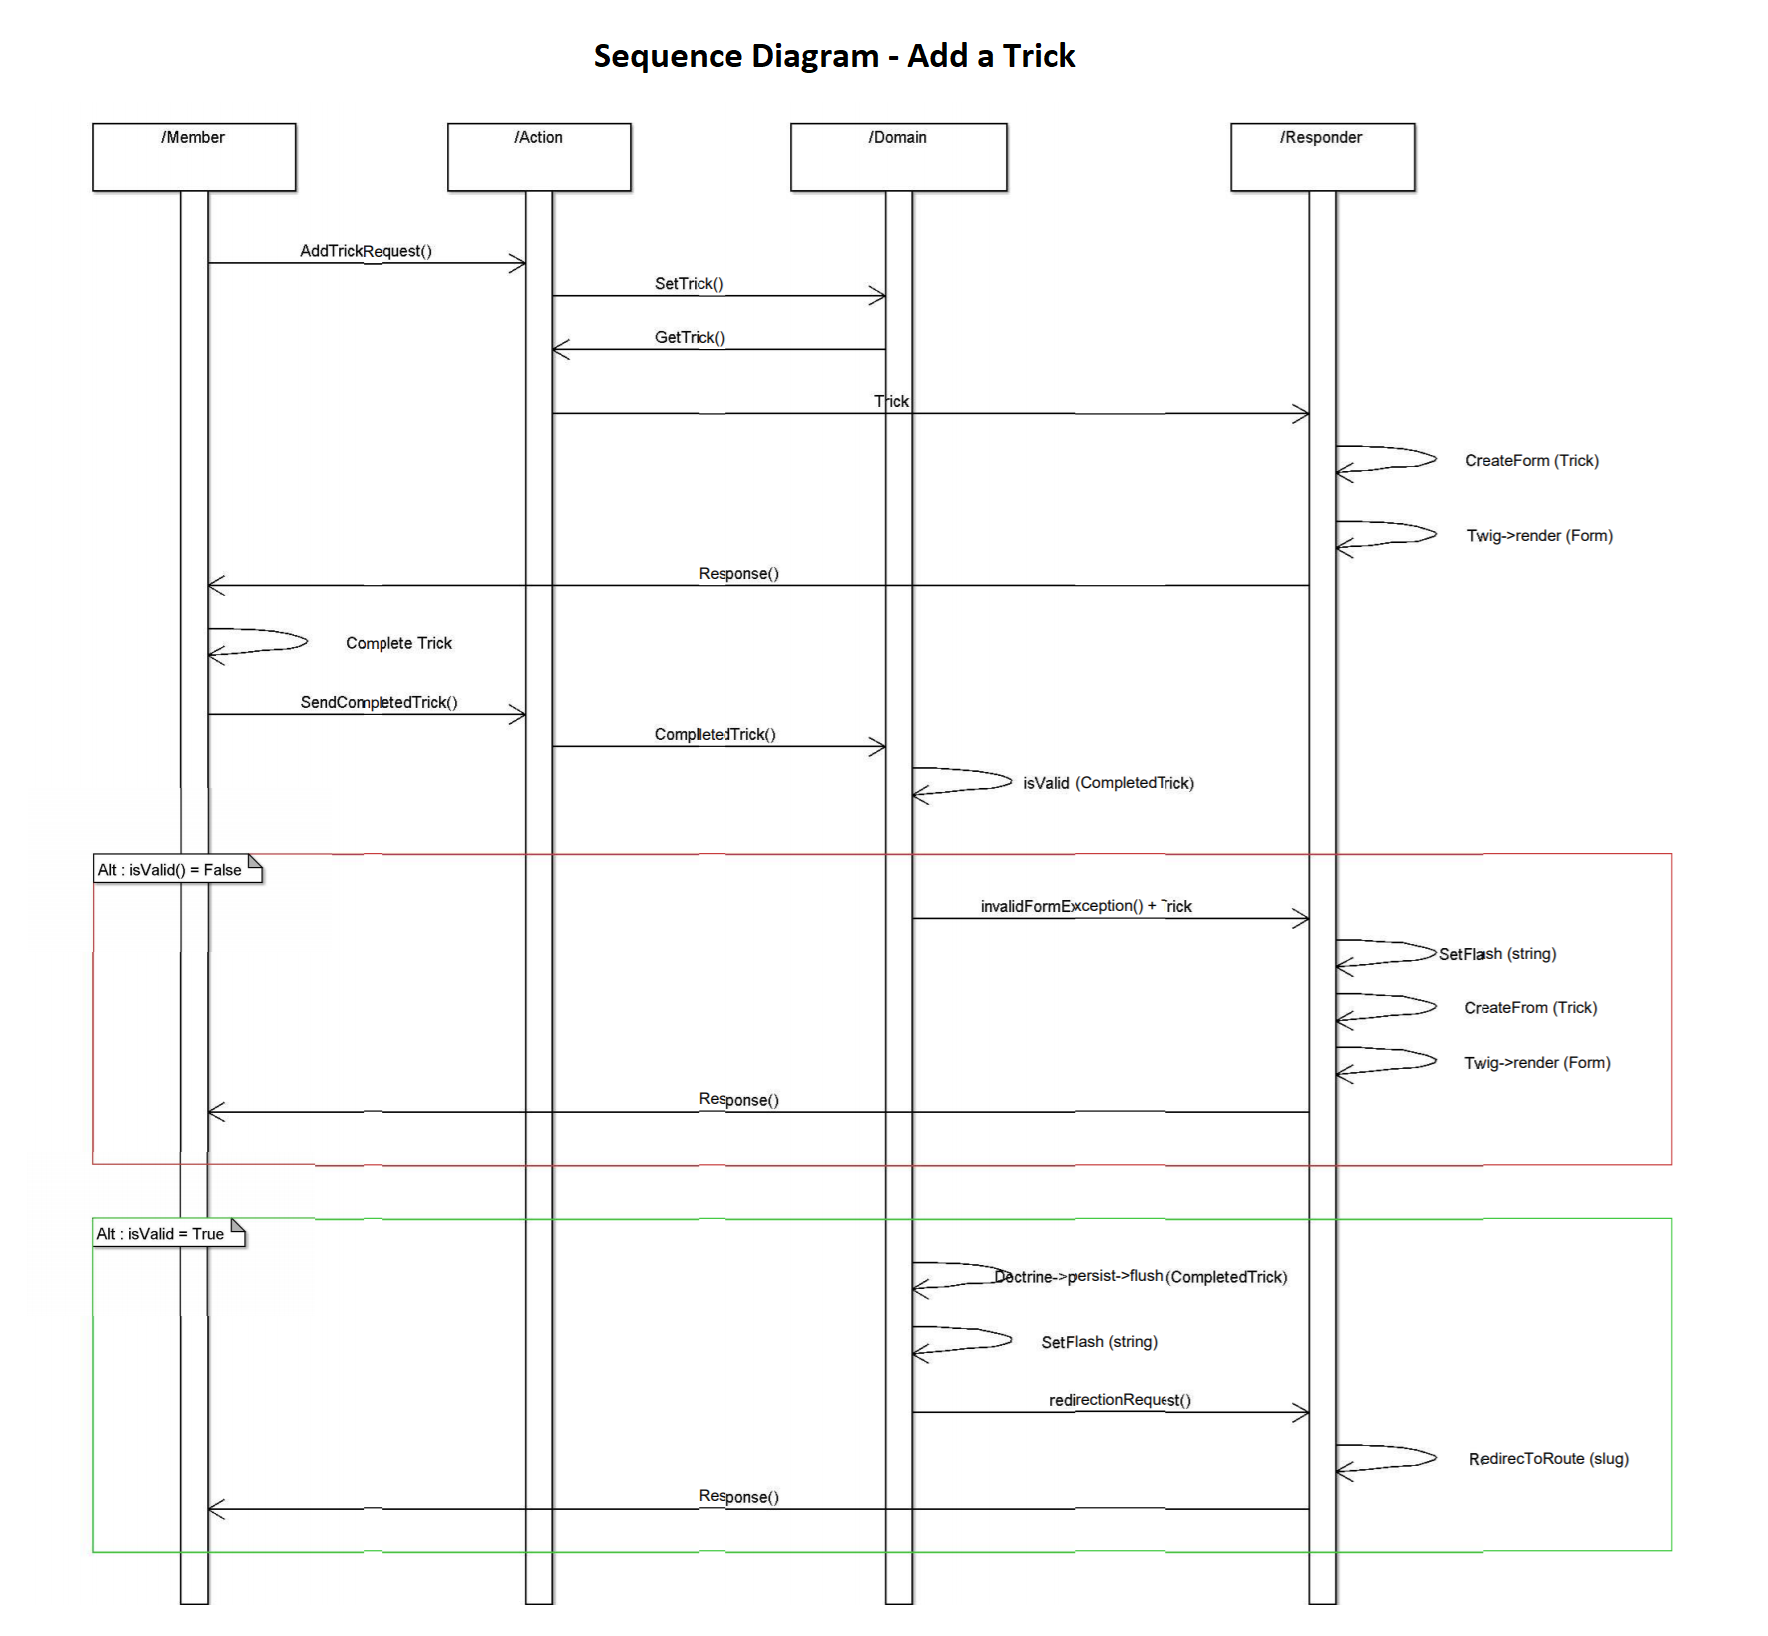 Sequence Diagram - Add a Trick
/Member
/Action
/Domain
/Responder
AddTrickRequest()
SetTrick()
GetTrick()
Trick
CreateForm (Trick)
Twig->render (Form)
Response()
Complete Trick
SendCompletedTrick()
CompletedTrick()
isValid (CompletedTrick)
Alt : isValid() = False
invalidFormException() + Trick
SetFlash (string)
CreateFrom (Trick)
Twig->render (Form)
Response()
Alt : isValid = True
Doctrine->persist->flush(CompletedTrick)
SetFlash (string)
redirectionRequest()
RedirecToRoute (slug)
Response()